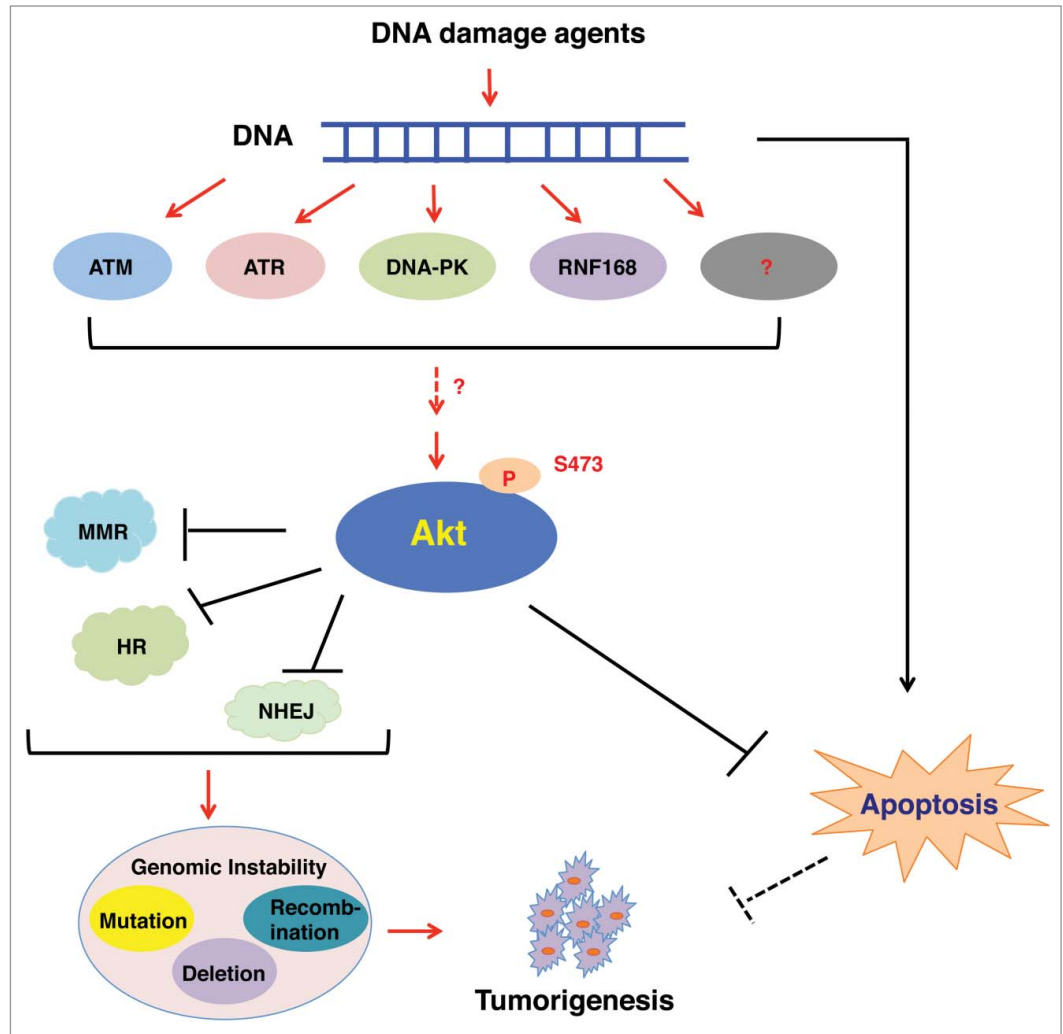 DNA damage agents
DNA
ATM
ATR
DNA-PK
RNF168
?
?
S473
P
Akt
MMR
HR
NHEJ
Apoptosis
Genomic Instability
Mutation
Recomb-
ination
Deletion
Tumorigenesis